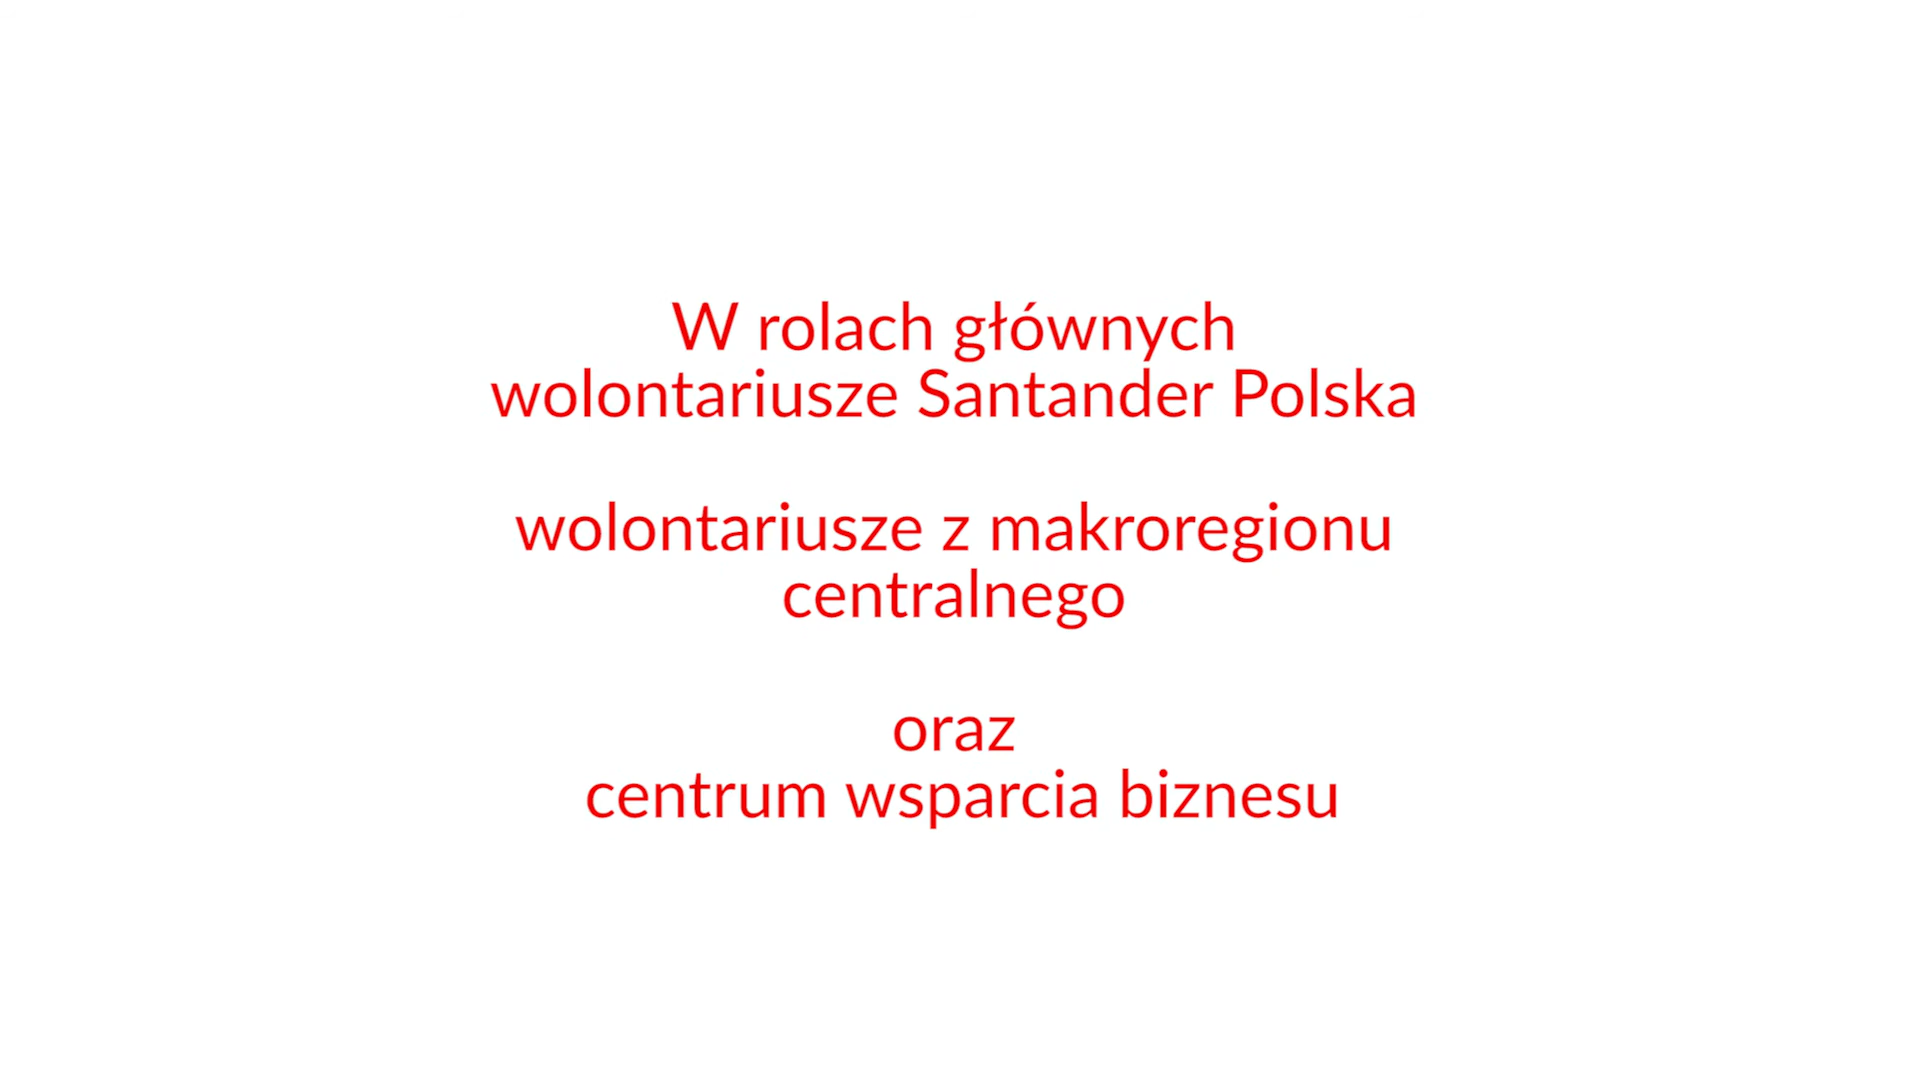 W rolach głównych
wolontariusze Santander Polska
wolontariusze z makroregionu
centralnego
oraz
centrum wsparcia biznesu